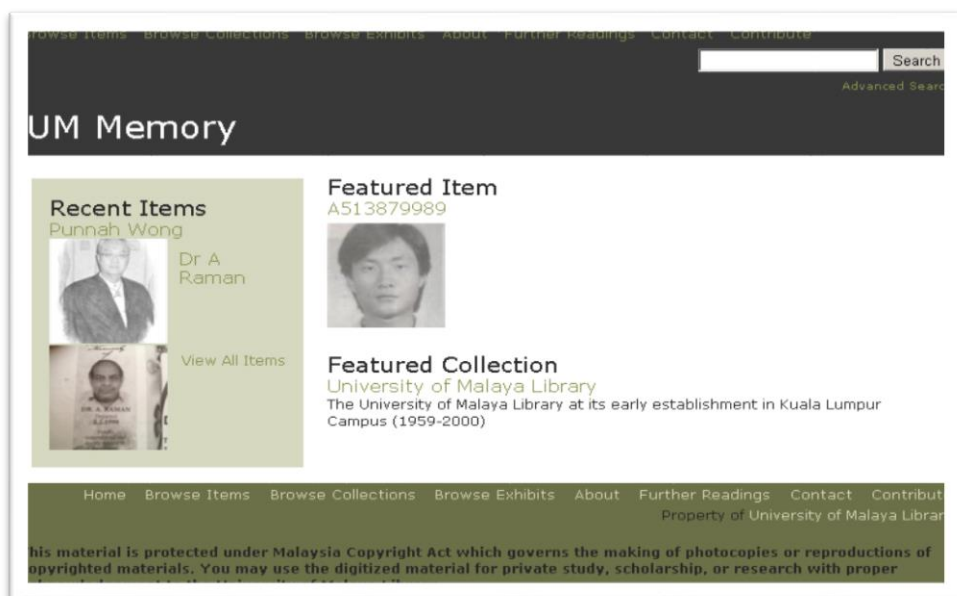 Browse Items Browse Collections Browse Exhibits About Further Readings Contact Contribute
Search
Advanced Sear
UM Memory
Recent Items
Punnah Wong
Dr A
Raman
View All Items
Featured Item
A513879989
Featured Collection
University of Malaya Library
The University of Malaya Library at its early establishment in Kuala Lumpur
Campus (1959-2000)
DR. A. RAMAN
Home Browse Items Browse Collections Browse Exhibits About Further Readings Contact Contribut
Property of University of Malaya Librar
his material is protected under Malaysia Copyright Act which governs the making of photocopies or reproductions of
opyrighted materials. You may use the digitized material for private study, scholarship, or research with proper